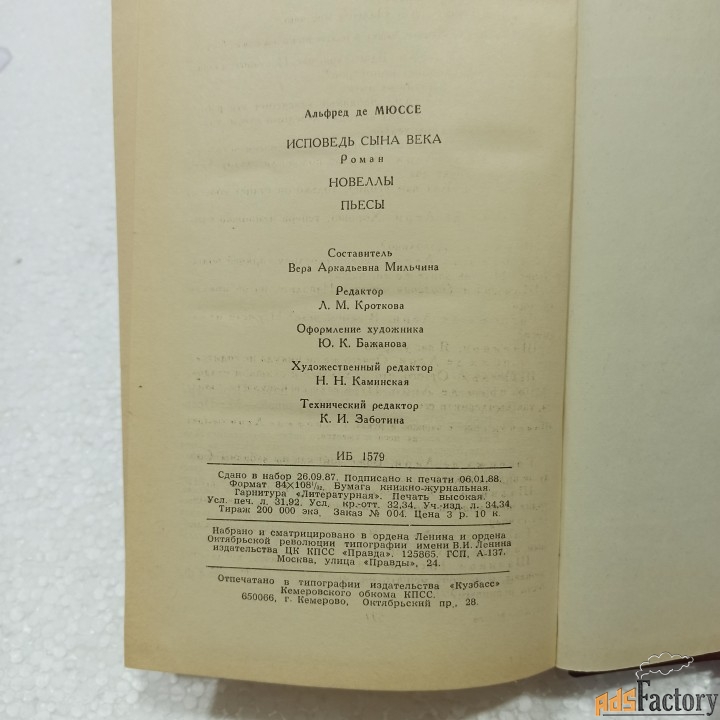 Альфред де МЮССЕ
ИСПОВЕДЬ СЫНА ВЕКА
Роман
НОВЕЛЛЫ
ПЬЕСЫ
Составитель
Вера Аркадьевна Мильчина
Редактор
Л. М. Кроткова
Оформление художника
Ю. К. Бажанова
Художественный редактор
Н. Н. Каминская
Технический редактор
К. И. Заботина
ИБ 1579
Сдано в набор 26.09.87. Подписано к печати 06.01.88.
Формат 84×108¹/₃₂. Бумага книжно-журнальная.
Гарнитура «Литературная». Печать высокая.
Усл. печ. л. 31,92. Усл. кр.-отт. 32,34. Уч.-изд. л. 34,34.
Тираж 200 000 экз. Заказ № 004. Цена 3 р. 10 к.
Набрано и сматрицировано в ордена Ленина и ордена
Октябрьской революции типографии имени В.И. Ленина
издательства ЦК КПСС «Правда». 125865. ГСП, А-137.
Москва, улица «Правды», 24.
Отпечатано в типографии издательства «Кузбасс»
Кемеровского обкома КПСС.
650066, г. Кемерово, Октябрьский пр., 28.
adsFactory